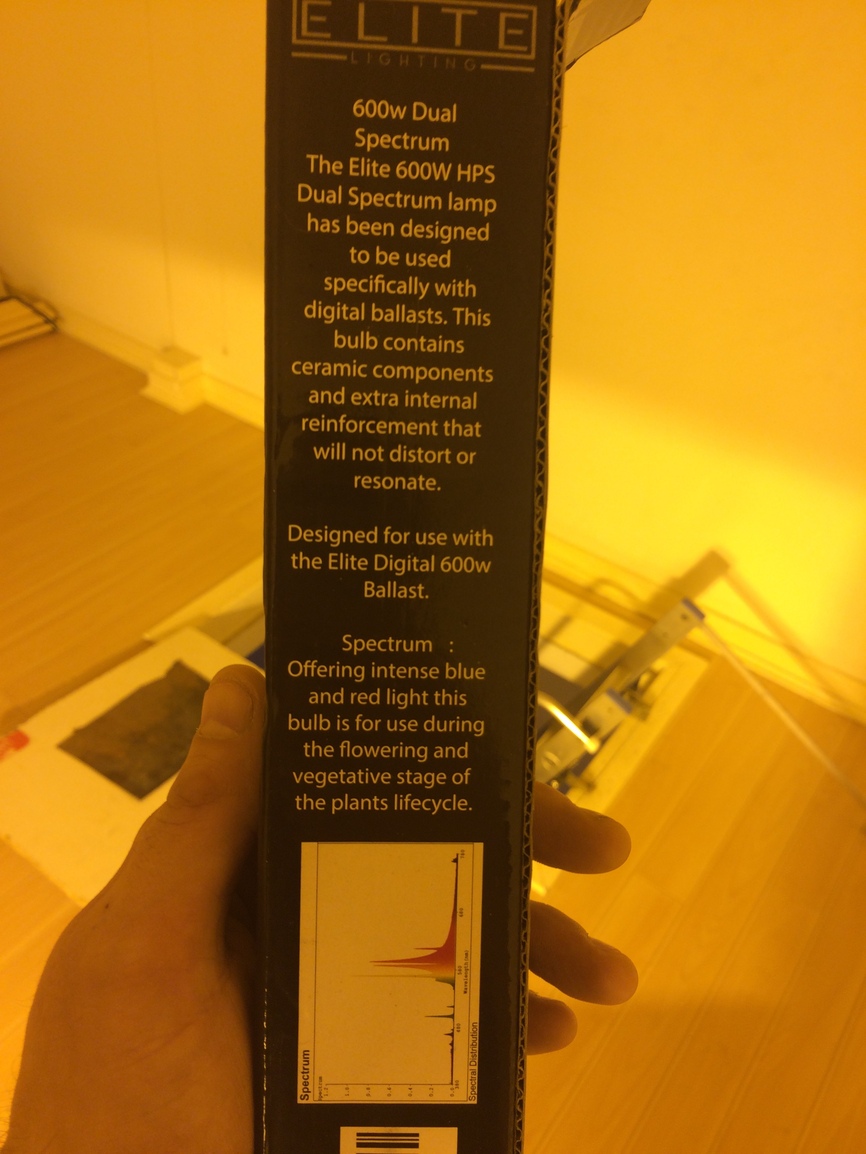 ELITE
LIGHTING
600w Dual
Spectrum
The Elite 600W HPS
Dual Spectrum lamp
has been designed
to be used
specifically with
digital ballasts. This
bulb contains
ceramic components
and extra internal
reinforcement that
will not distort or
resonate.
Designed for use with
the Elite Digital 600w
Ballast.
Spectrum :
Offering intense blue
and red light this
bulb is for use during
the flowering and
vegetative stage of
the plants lifecycle.
Spectrum
Spectral Distribution